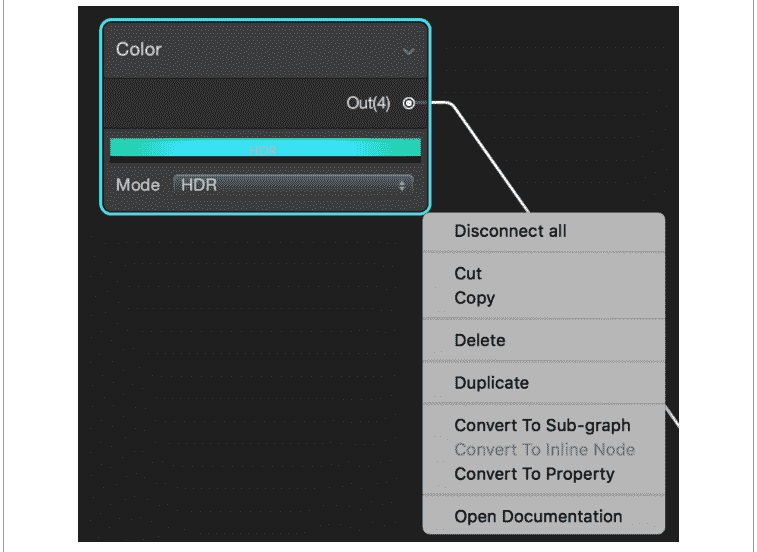 Color
Out(4)
HDR
Mode HDR
Disconnect all
Cut
Copy
Delete
Duplicate
Convert To Sub-graph
Convert To Inline Node
Convert To Property
Open Documentation